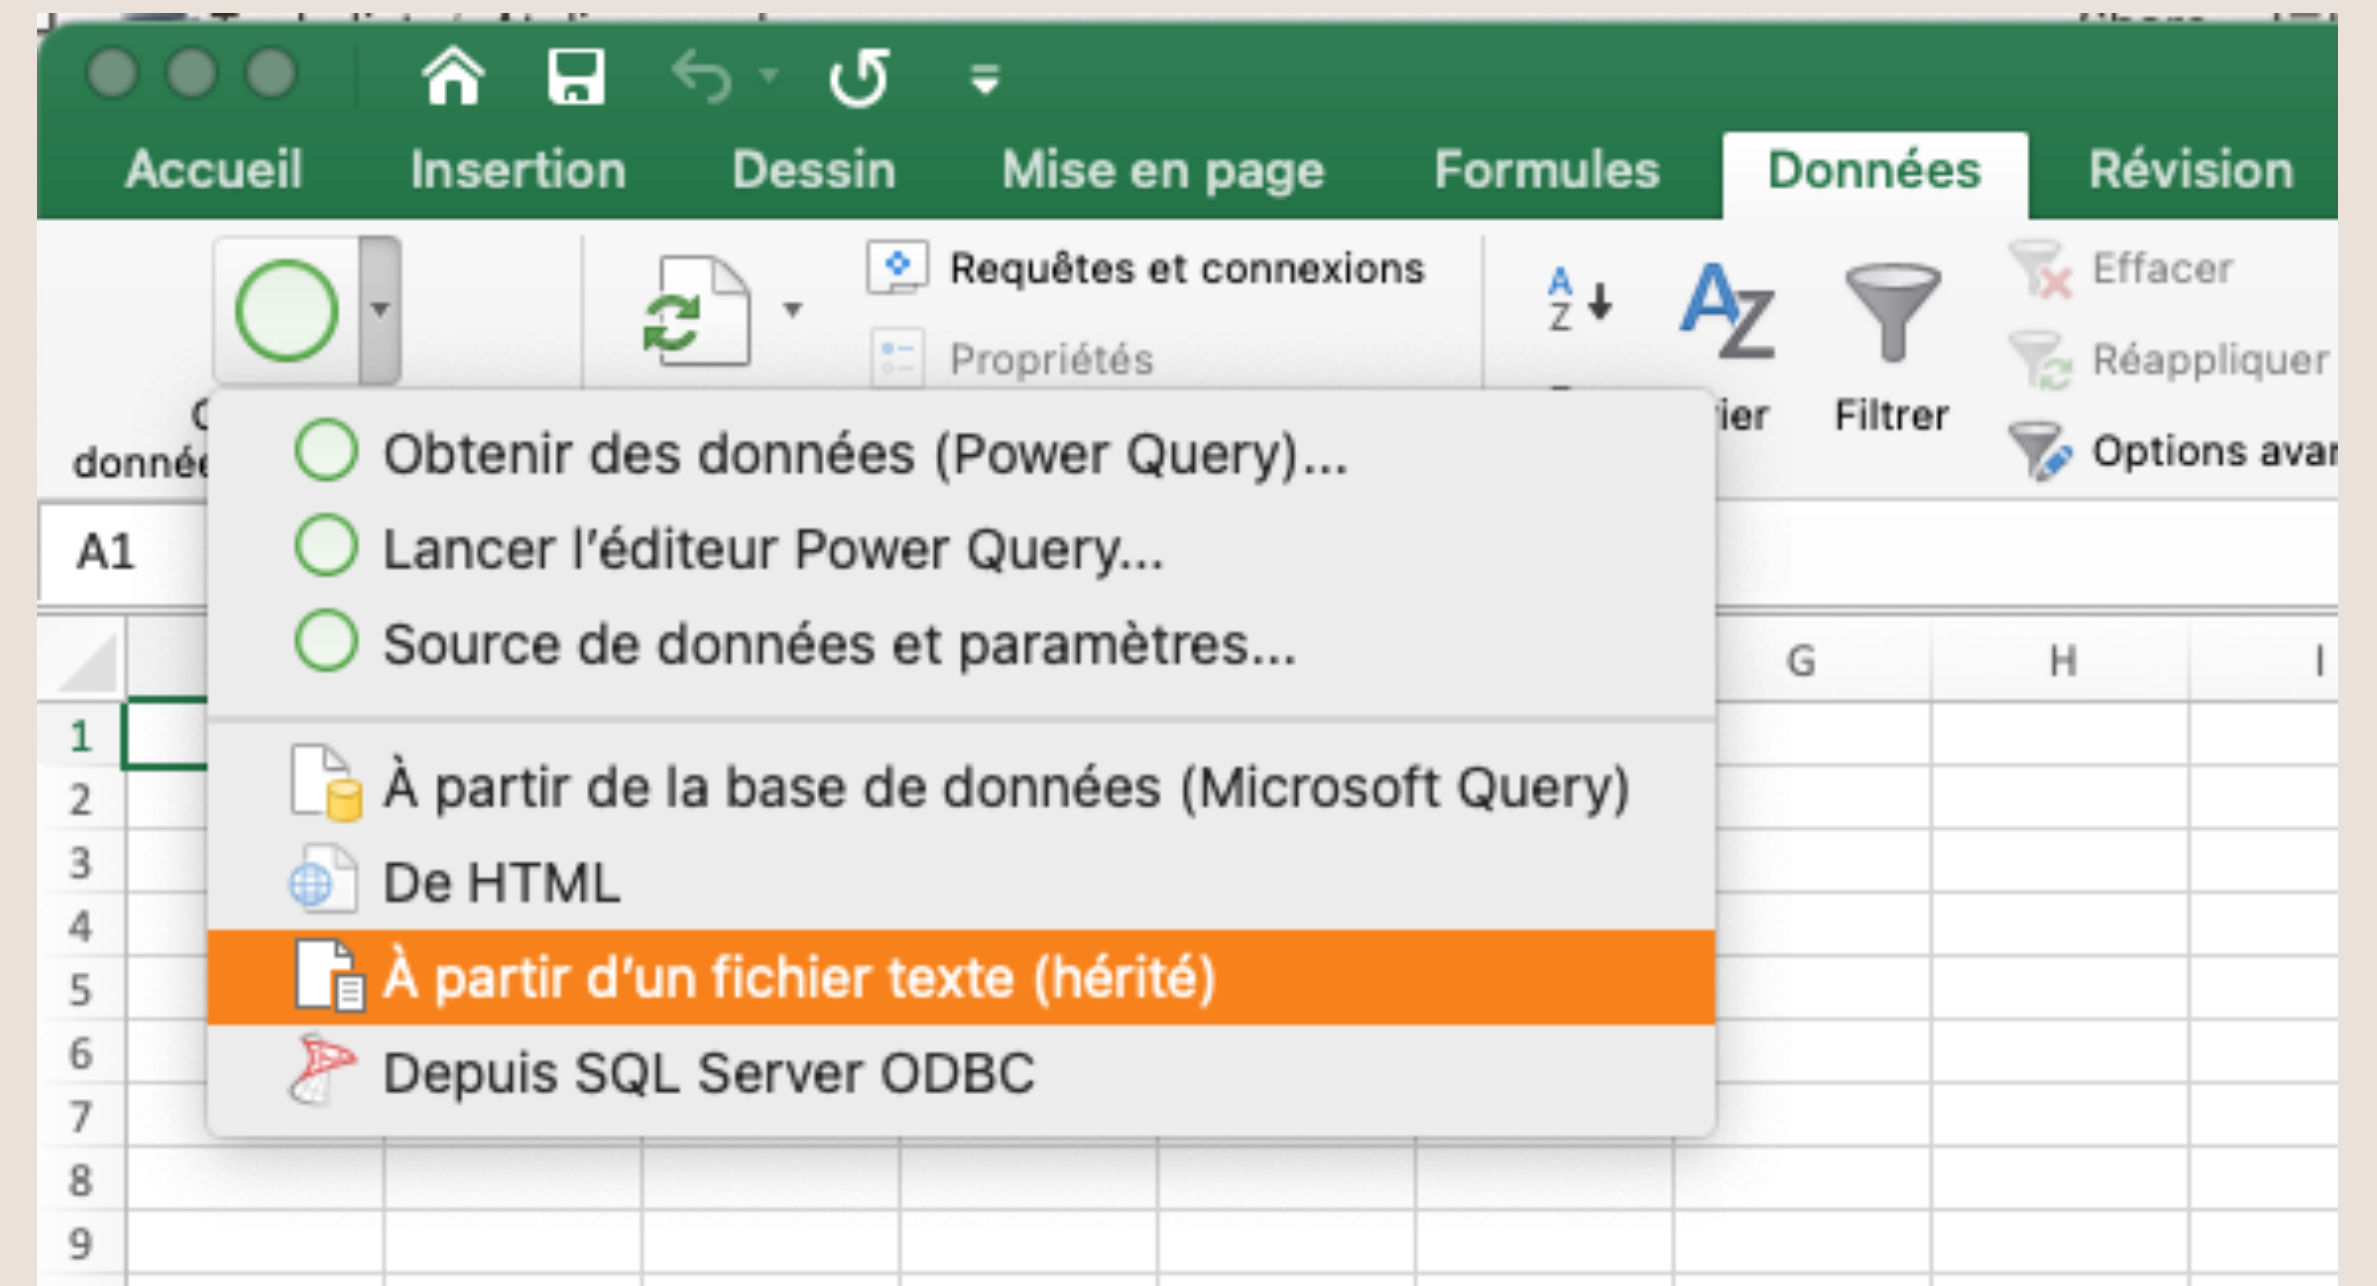 Accueil Insertion Dessin Mise en page Formules Données Révision
Requêtes et connexions
Propriétés
Effacer
Réappliquer
Filtrer
Options
A1
Obtenir des données (Power Query)...
Lancer l’éditeur Power Query...
Source de données et paramètres...
À partir de la base de données (Microsoft Query)
De HTML
À partir d’un fichier texte (hérité)
Depuis SQL Server ODBC
G H I
1
2
3
4
5
6
7
8
9